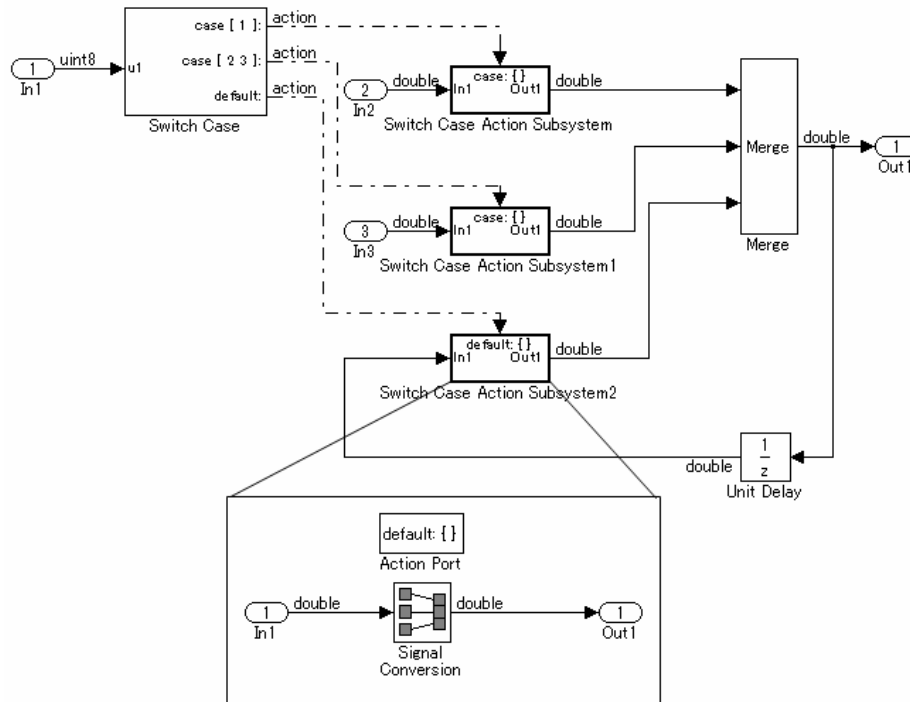 case [ 1 ]:
action
1
uint8
u1
case [ 2 3 ]:
action
In1
default:
action
Switch Case
2
double
In2
case: { }
In1
Out1
double
Switch Case Action Subsystem
Merge
double
1
Out1
Merge
3
double
In3
case: { }
In1
Out1
double
Switch Case Action Subsystem1
default: { }
In1
Out1
double
Switch Case Action Subsystem2
double
1
z
Unit Delay
default: { }
Action Port
1
In1
double
double
1
Out1
Signal
Conversion